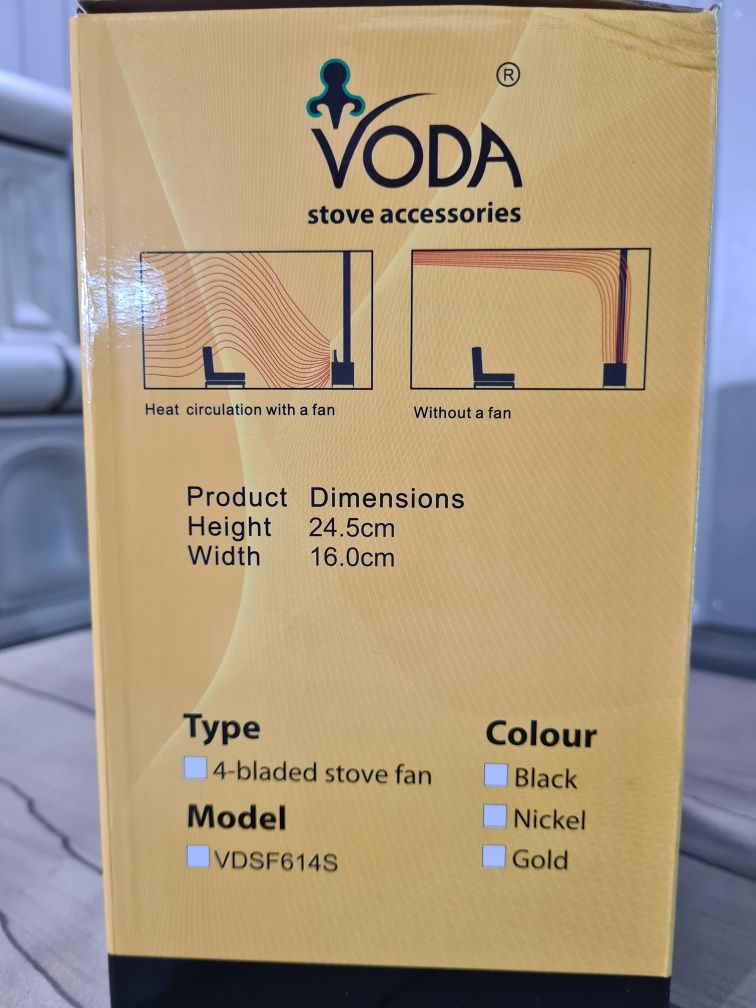 ®
VODA
stove accessories
Heat circulation with a fan
Without a fan
Product Dimensions
Height 24.5cm
Width 16.0cm
Type
4-bladed stove fan
Model
VDSF614S
Colour
Black
Nickel
Gold